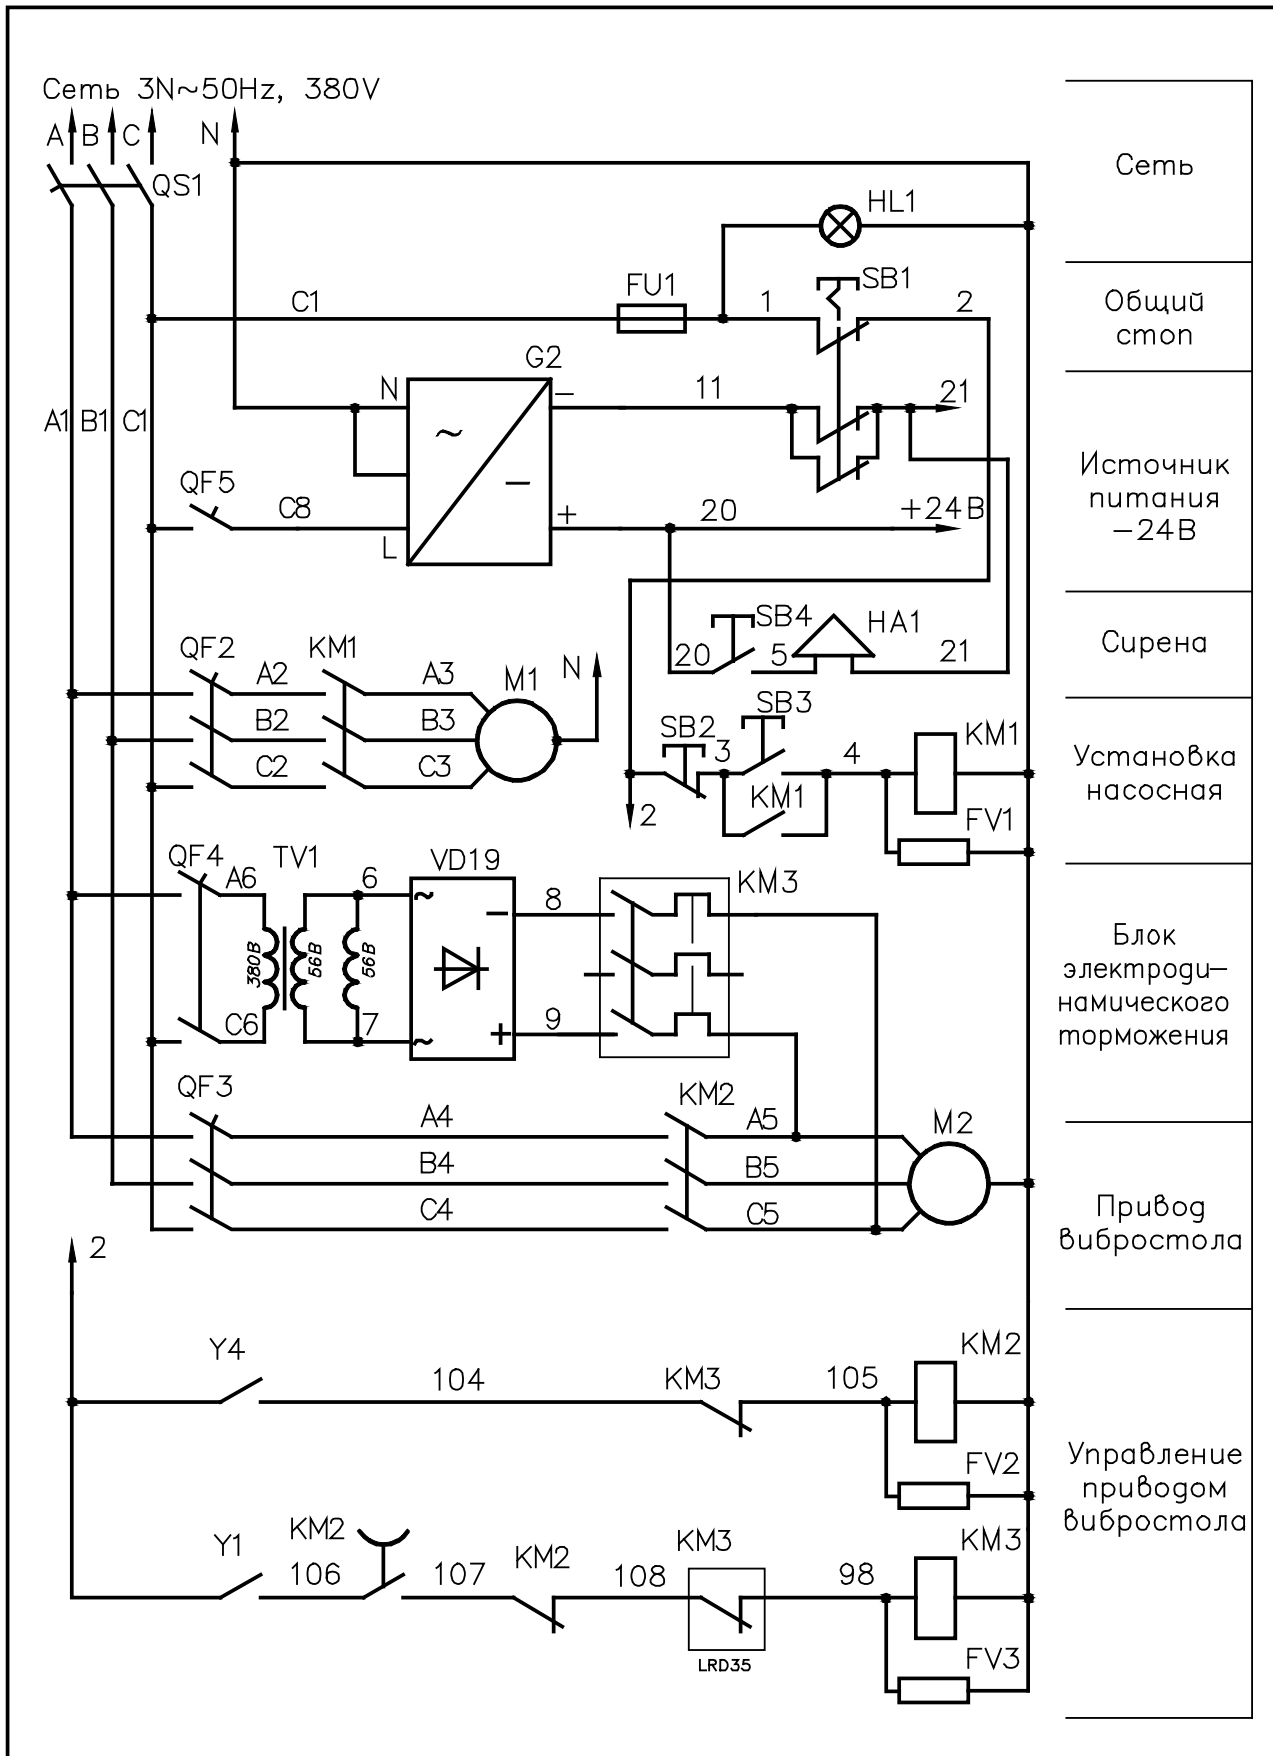 Сеть 3N~50Hz, 380V
A B C N
QS1
Сеть
HL1
C1 FU1 1 SB1 2
Общий
стоп
G2
N ~ − 11 21
A1 B1 C1
QF5 C8 L + 20 +24В
Источник
питания
−24В
SB4 HA1
20 5 21
Сирена
QF2 KM1 M1 N
A2 A3
B2 B3
C2 C3
SB2 SB3 KM1
3 4
KM1
2 FV1
Установка
насосная
QF4 TV1 VD19 KM3
A6 6 ~ − 8
380В 56В 56В
C6 7 ~ + 9
Блок
электроди−
намического
торможения
QF3 KM2 M2
A4 A5
B4 B5
C4 C5
Привод
вибростола
2
Y4 104 KM3 105 KM2
FV2
Управление
приводом
вибростола
Y1 KM2 KM2 KM3 KM3
106 107 108 98
LRD35
FV3